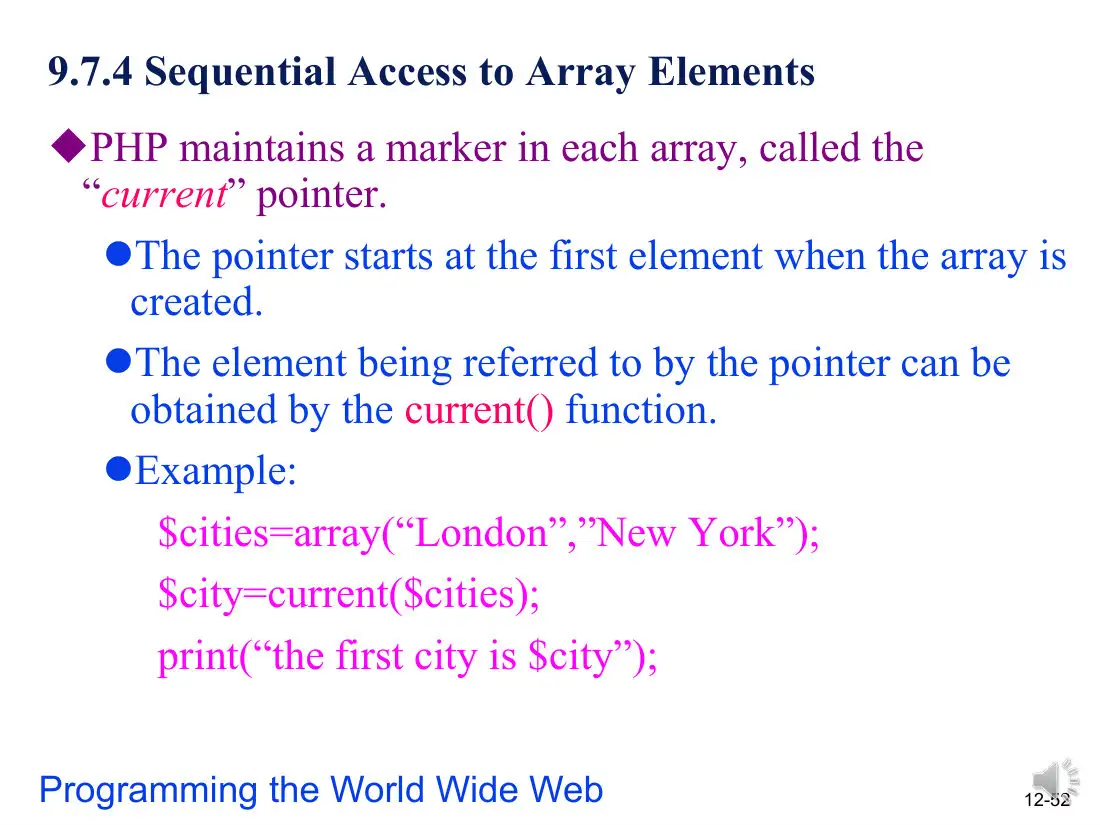 9.7.4 Sequential Access to Array Elements
PHP maintains a marker in each array, called the
“current” pointer.
The pointer starts at the first element when the array is
created.
The element being referred to by the pointer can be
obtained by the current() function.
Example:
$cities=array(“London”,”New York”);
$city=current($cities);
print(“the first city is $city”);
Programming the World Wide Web
12-52